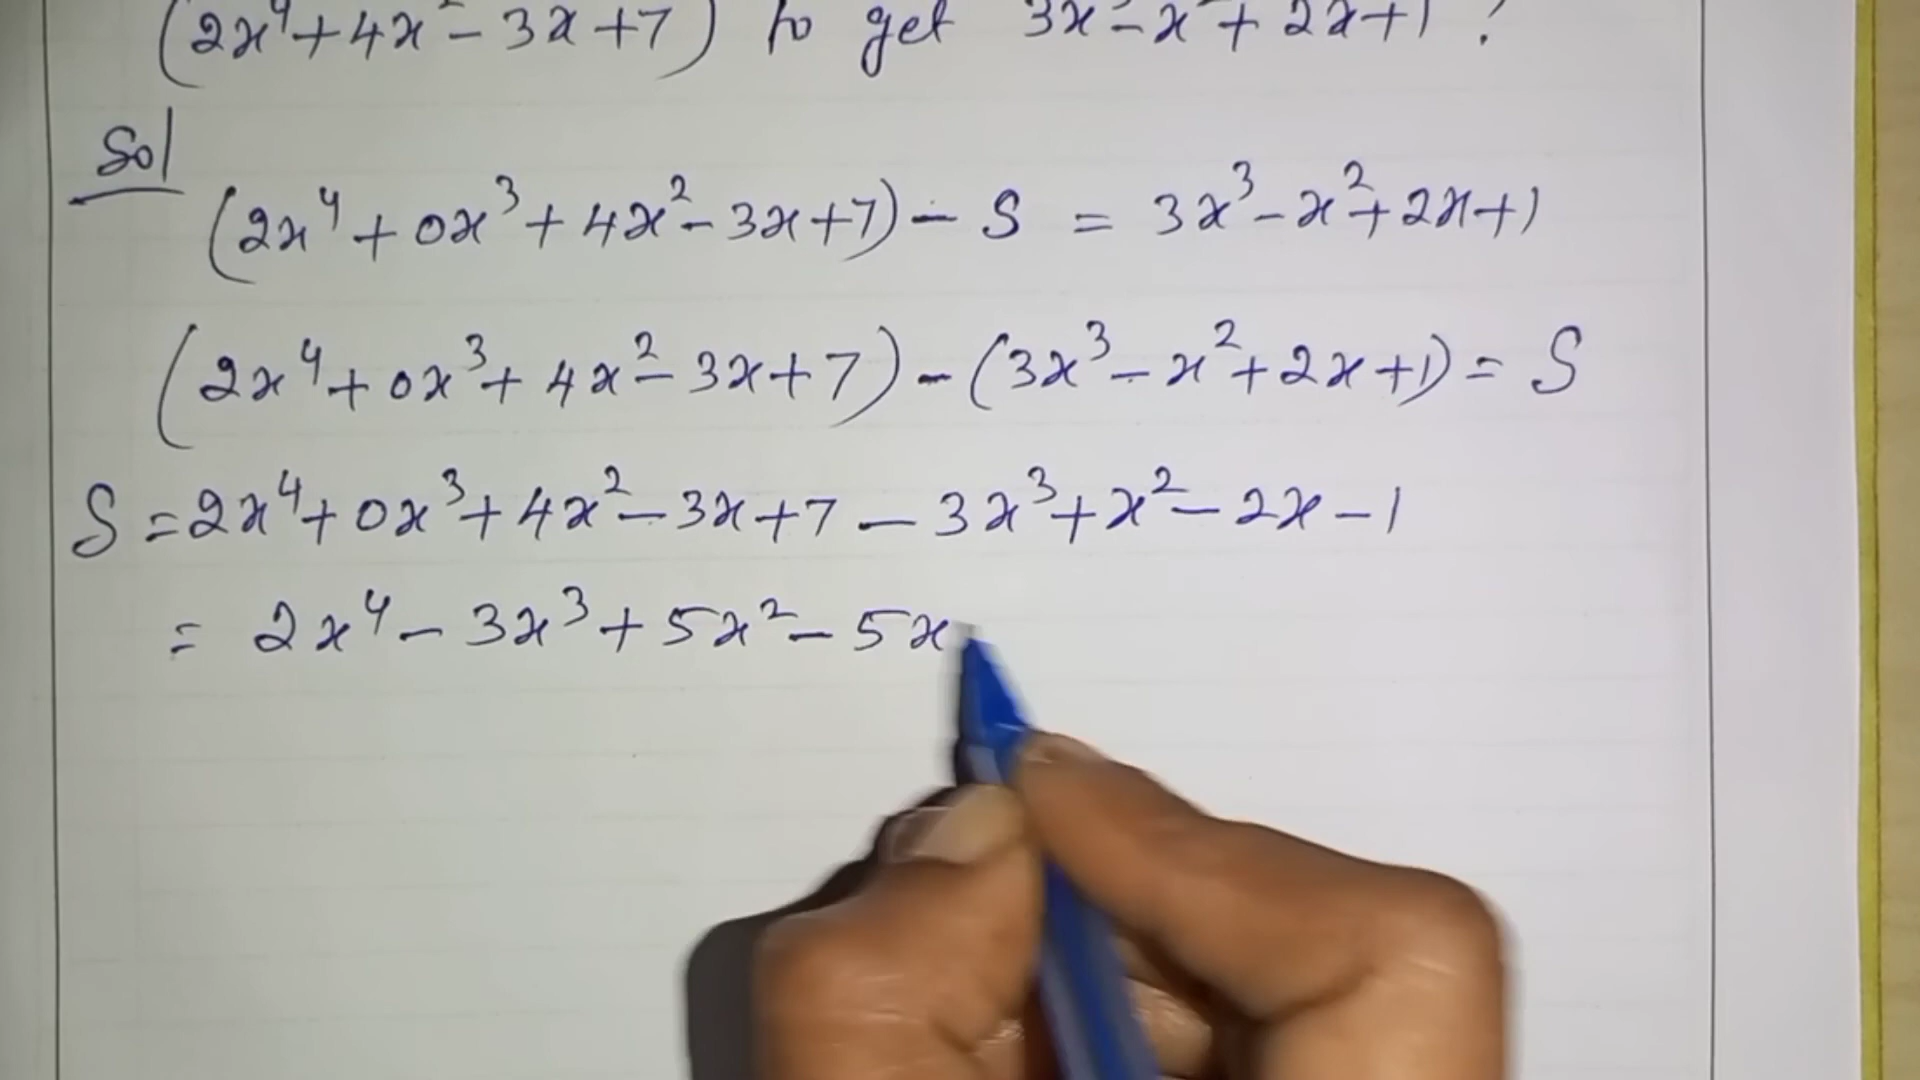 (2x⁴+4x²-3x+7) to get 3x³-x²+2x+1 ?
Sol
(2x⁴+0x³+4x²-3x+7)-S = 3x³-x²+2x+1
(2x⁴+0x³+4x²-3x+7)-(3x³-x²+2x+1)= S
S=2x⁴+0x³+4x²-3x+7-3x³+x²-2x-1
= 2x⁴-3x³+5x²-5x